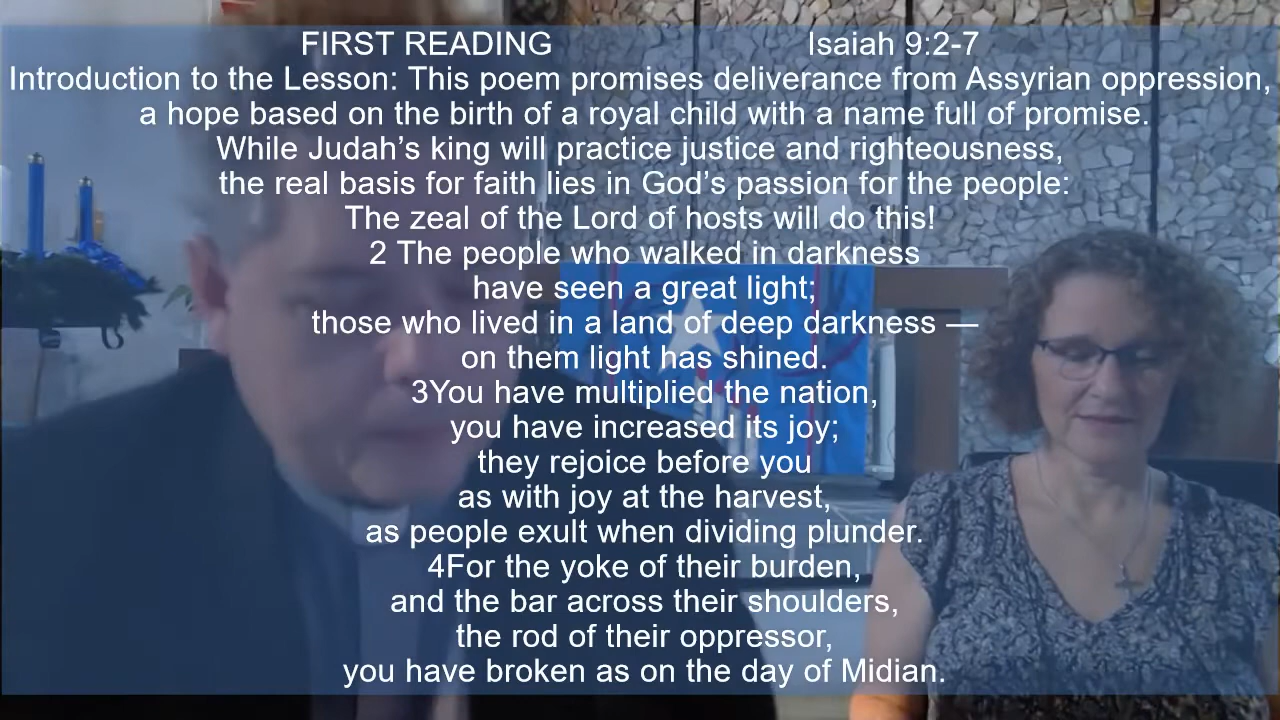 FIRST READING Isaiah 9:2-7
Introduction to the Lesson: This poem promises deliverance from Assyrian oppression,
a hope based on the birth of a royal child with a name full of promise.
While Judah’s king will practice justice and righteousness,
the real basis for faith lies in God’s passion for the people:
The zeal of the Lord of hosts will do this!
2 The people who walked in darkness
have seen a great light;
those who lived in a land of deep darkness —
on them light has shined.
3You have multiplied the nation,
you have increased its joy;
they rejoice before you
as with joy at the harvest,
as people exult when dividing plunder.
4For the yoke of their burden,
and the bar across their shoulders,
the rod of their oppressor,
you have broken as on the day of Midian.